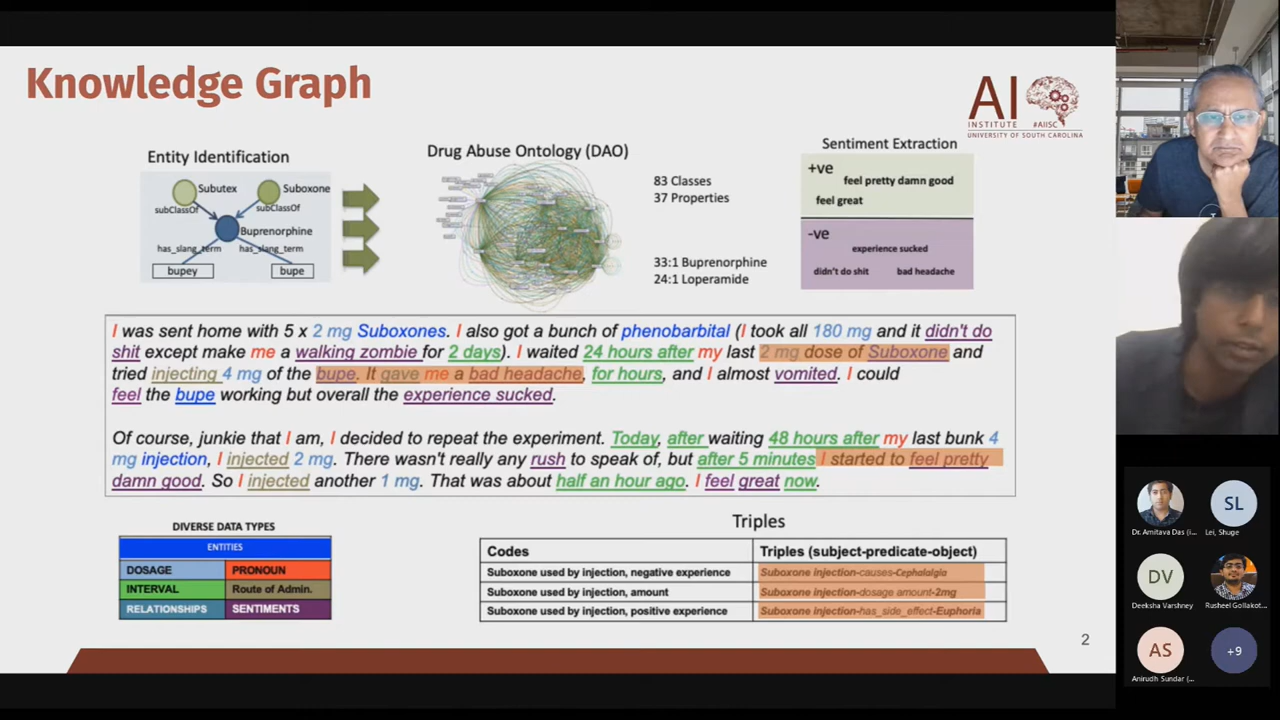 Knowledge Graph
AI
INSTITUTE #AIISC
UNIVERSITY OF SOUTH CAROLINA
Entity Identification
Subutex
Suboxone
subClassOf
subClassOf
Buprenorphine
has_slang_term
has_slang_term
bupey
bupe
Drug Abuse Ontology (DAO)
83 Classes
37 Properties
33:1 Buprenorphine
24:1 Loperamide
Sentiment Extraction
+ve
feel pretty damn good
feel great
-ve
experience sucked
didn't do shit
bad headache
I was sent home with 5 x 2 mg Suboxones. I also got a bunch of phenobarbital (I took all 180 mg and it didn't do
shit except make me a walking zombie for 2 days). I waited 24 hours after my last 2 mg dose of Suboxone and
tried injecting 4 mg of the bupe. It gave me a bad headache, for hours, and I almost vomited. I could
feel the bupe working but overall the experience sucked.
Of course, junkie that I am, I decided to repeat the experiment. Today, after waiting 48 hours after my last bunk 4
mg injection, I injected 2 mg. There wasn't really any rush to speak of, but after 5 minutes I started to feel pretty
damn good. So I injected another 1 mg. That was about half an hour ago. I feel great now.
DIVERSE DATA TYPES
ENTITIES
DOSAGE PRONOUN
INTERVAL Route of Admin.
RELATIONSHIPS SENTIMENTS
Triples
Codes Triples (subject-predicate-object)
Suboxone used by injection, negative experience Suboxone injection-causes-Cephalalgia
Suboxone used by injection, amount Suboxone injection-dosage amount-2mg
Suboxone used by injection, positive experience Suboxone injection-has_side_effect-Euphoria
2
Dr. Amitava Das (i...
SL
Lei, Shuge
DV
Deeksha Varshney
Rusheel Gollakot...
AS
Anirudh Sundar (...
+9